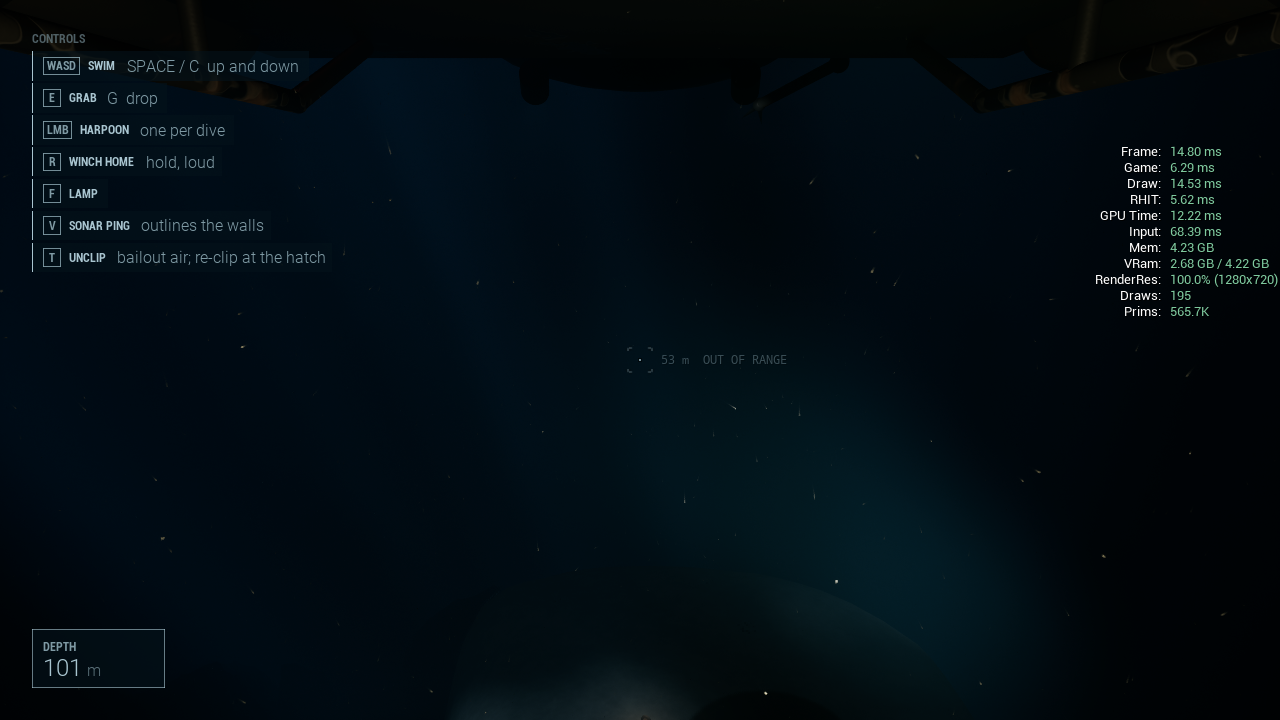 CONTROLS
WASD SWIM SPACE / C up and down
E GRAB G drop
LMB HARPOON one per dive
R WINCH HOME hold, loud
F LAMP
V SONAR PING outlines the walls
T UNCLIP bailout air; re-clip at the hatch
Frame: 14.80 ms
Game: 6.29 ms
Draw: 14.53 ms
RHIT: 5.62 ms
GPU Time: 12.22 ms
Input: 68.39 ms
Mem: 4.23 GB
VRam: 2.68 GB / 4.22 GB
RenderRes: 100.0% (1280x720)
Draws: 195
Prims: 565.7K
53 m OUT OF RANGE
DEPTH
101 m